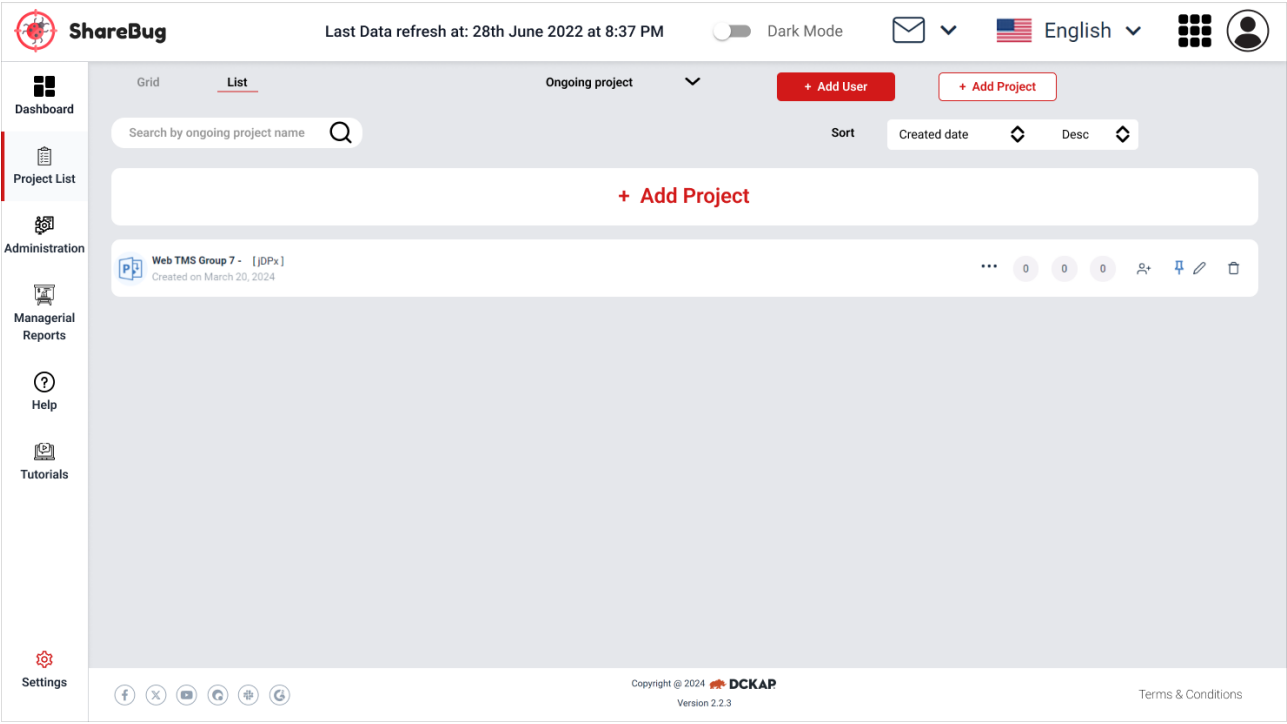 ShareBug
Last Data refresh at: 28th June 2022 at 8:37 PM
Dark Mode
English
Dashboard
Project List
Administration
Managerial
Reports
Help
Tutorials
Settings
Grid
List
Ongoing project
+ Add User
+ Add Project
Search by ongoing project name
Sort
Created date
Desc
+ Add Project
Web TMS Group 7 - [ jDPx ]
Created on March 20, 2024
0
0
0
Copyright @ 2024 DCKAP
Version 2.2.3
Terms & Conditions